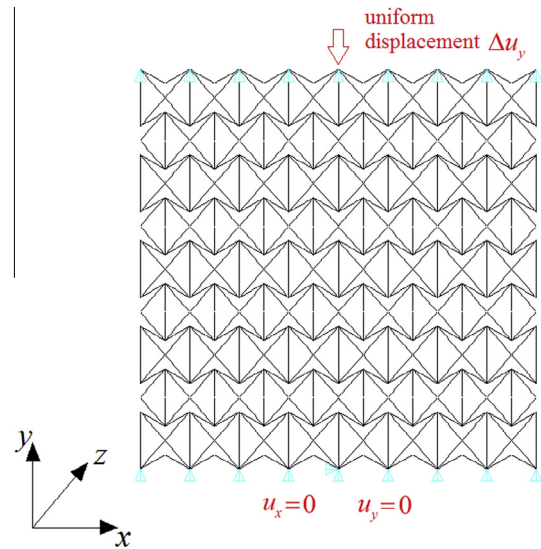 uniform
displacement Δu_y
y
z
x
u_x=0 u_y=0